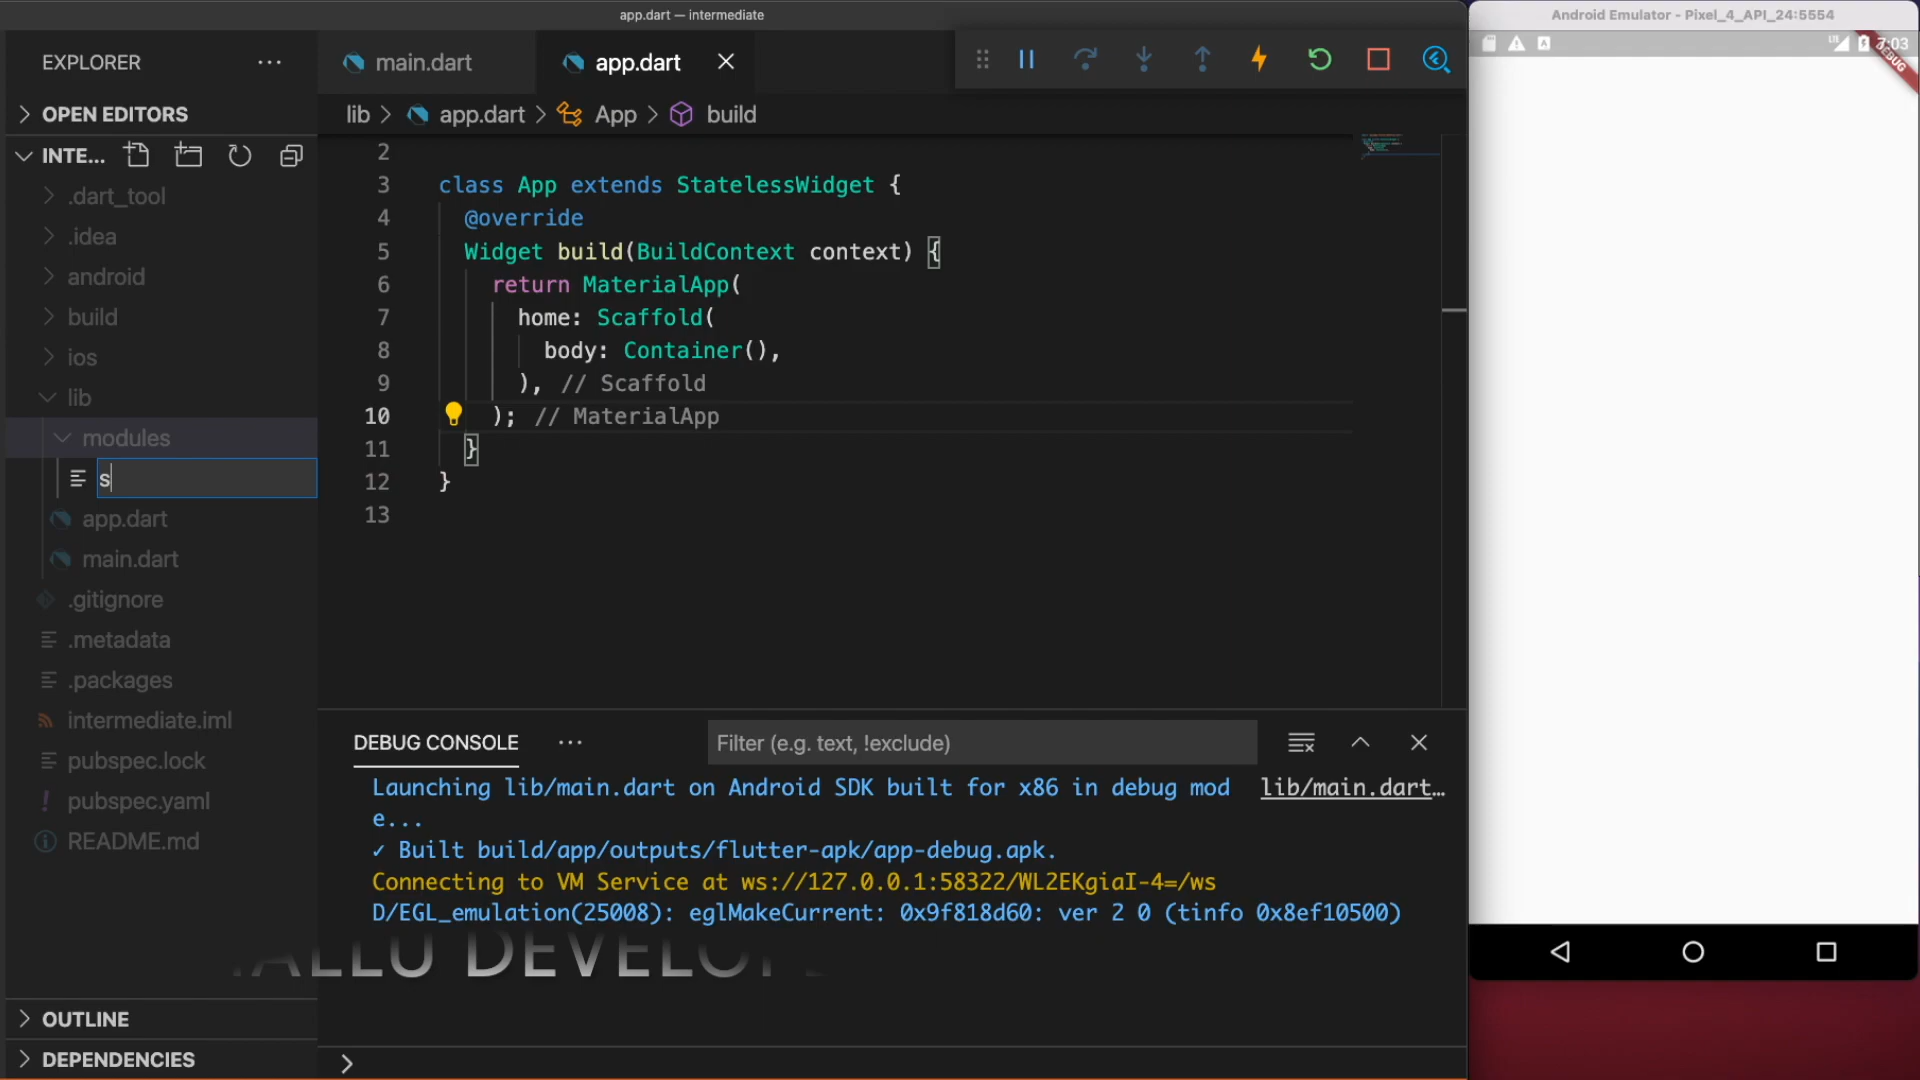 app.dart — intermediate
Android Emulator - Pixel_4_API_24:5554
EXPLORER
main.dart
app.dart
LTE
7:03
DEBUG
OPEN EDITORS
lib > app.dart > App > build
INTE...
.dart_tool
.idea
android
build
ios
lib
modules
s
app.dart
main.dart
.gitignore
.metadata
.packages
intermediate.iml
pubspec.lock
pubspec.yaml
README.md
2
3 class App extends StatelessWidget {
4 @override
5 Widget build(BuildContext context) {
6 return MaterialApp(
7 home: Scaffold(
8 body: Container(),
9 ), // Scaffold
10 ); // MaterialApp
11 }
12 }
13
DEBUG CONSOLE
Filter (e.g. text, !exclude)
Launching lib/main.dart on Android SDK built for x86 in debug mod
lib/main.dart…
e...
✓ Built build/app/outputs/flutter-apk/app-debug.apk.
Connecting to VM Service at ws://127.0.0.1:58322/WL2EKgiaI-4=/ws
D/EGL_emulation(25008): eglMakeCurrent: 0x9f818d60: ver 2 0 (tinfo 0x8ef10500)
OUTLINE
DEPENDENCIES